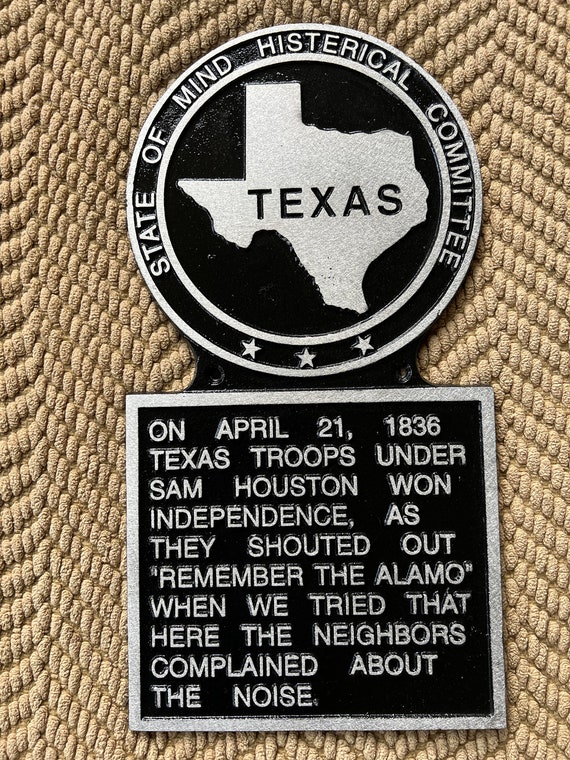 STATE OF MIND HISTERICAL COMMITTEE
TEXAS
ON APRIL 21, 1836
TEXAS TROOPS UNDER
SAM HOUSTON WON
INDEPENDENCE, AS
THEY SHOUTED OUT
"REMEMBER THE ALAMO"
WHEN WE TRIED THAT
HERE THE NEIGHBORS
COMPLAINED ABOUT
THE NOISE.